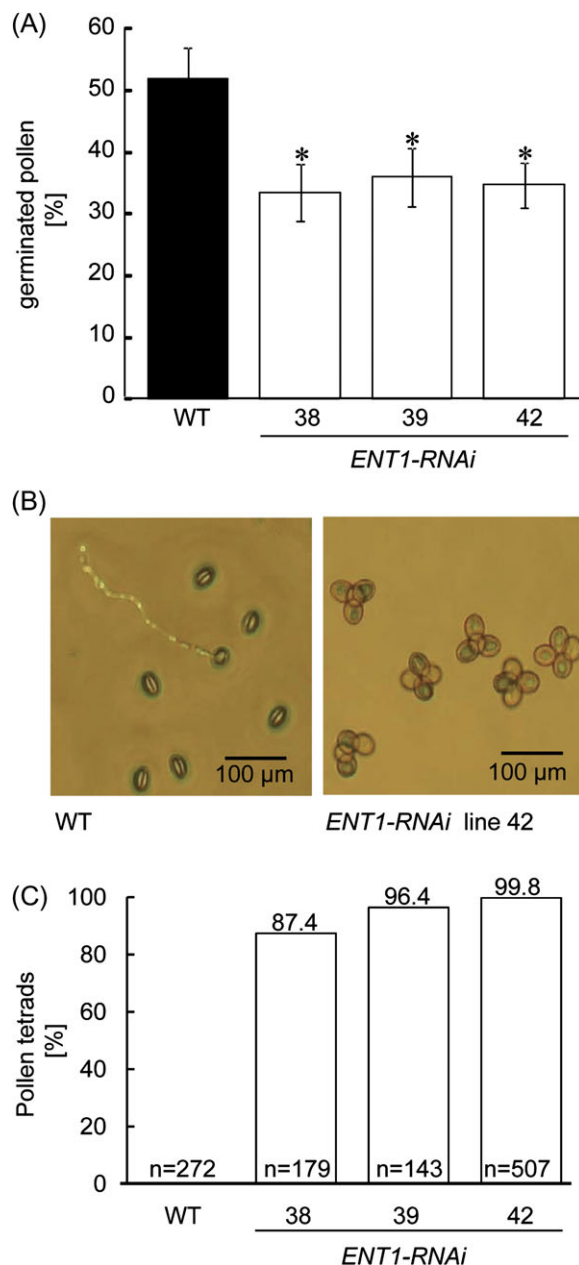 (A)
60
50
40
30
20
10
0
germinated pollen
[%]
* * *
WT 38 39 42
ENT1-RNAi
(B)
100 µm 100 µm
WT ENT1-RNAi line 42
(C)
100
80
60
40
20
0
Pollen tetrads
[%]
87.4 96.4 99.8
n=272 n=179 n=143 n=507
WT 38 39 42
ENT1-RNAi